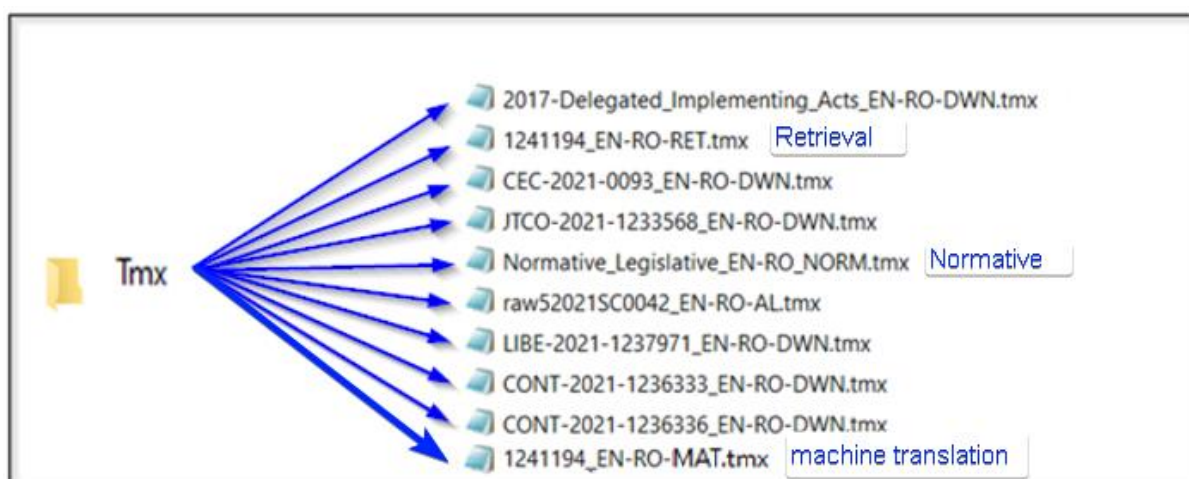 2017-Delegated_Implementing_Acts_EN-RO-DWN.tmx
1241194_EN-RO-RET.tmx Retrieval
CEC-2021-0093_EN-RO-DWN.tmx
JTCO-2021-1233568_EN-RO-DWN.tmx
Tmx
Normative_Legislative_EN-RO_NORM.tmx Normative
raw52021SC0042_EN-RO-AL.tmx
LIBE-2021-1237971_EN-RO-DWN.tmx
CONT-2021-1236333_EN-RO-DWN.tmx
CONT-2021-1236336_EN-RO-DWN.tmx
1241194_EN-RO-MAT.tmx machine translation